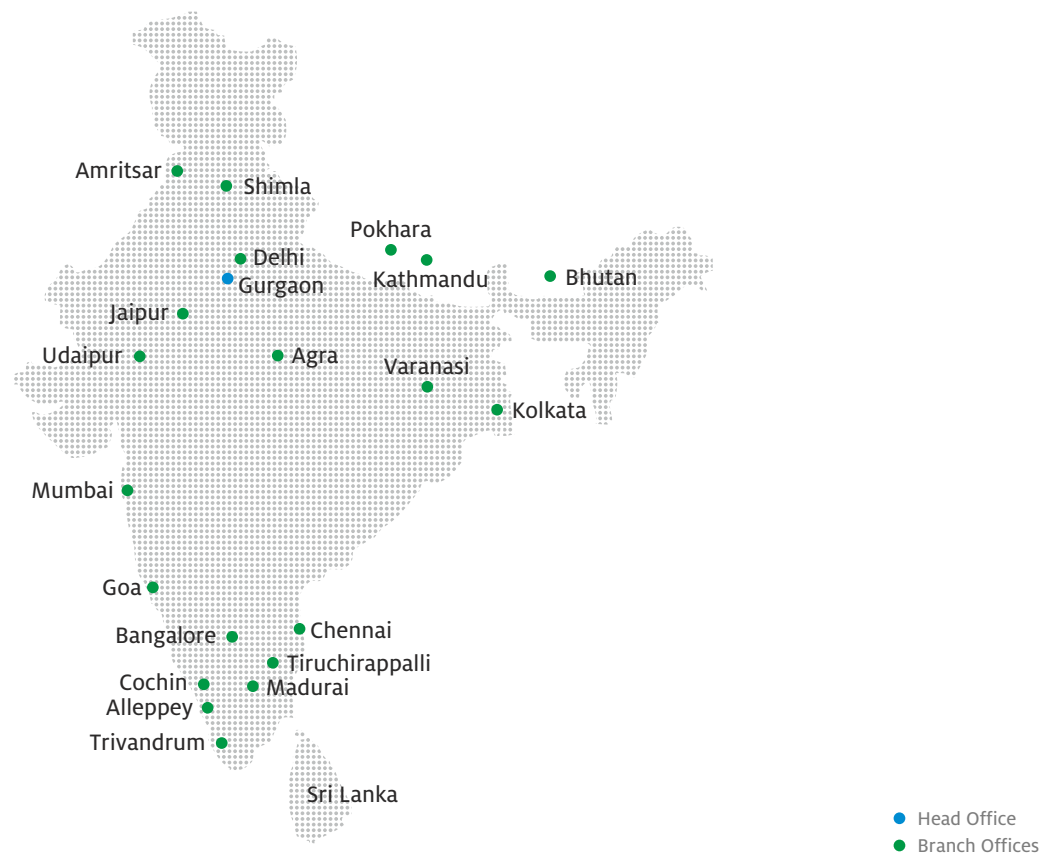 Amritsar
Shimla
Pokhara
Delhi
Kathmandu
Bhutan
Gurgaon
Jaipur
Udaipur
Agra
Varanasi
Kolkata
Mumbai
Goa
Chennai
Bangalore
Tiruchirappalli
Cochin
Madurai
Alleppey
Trivandrum
Sri Lanka
Head Office
Branch Offices